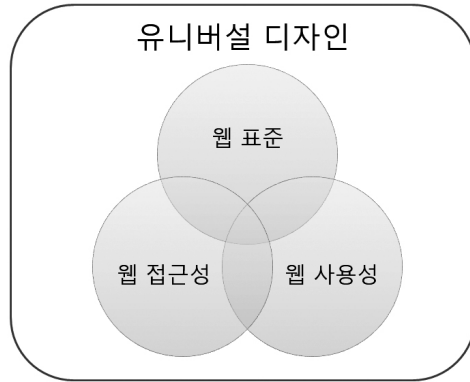 유니버설 디자인
웹 표준
웹 접근성
웹 사용성